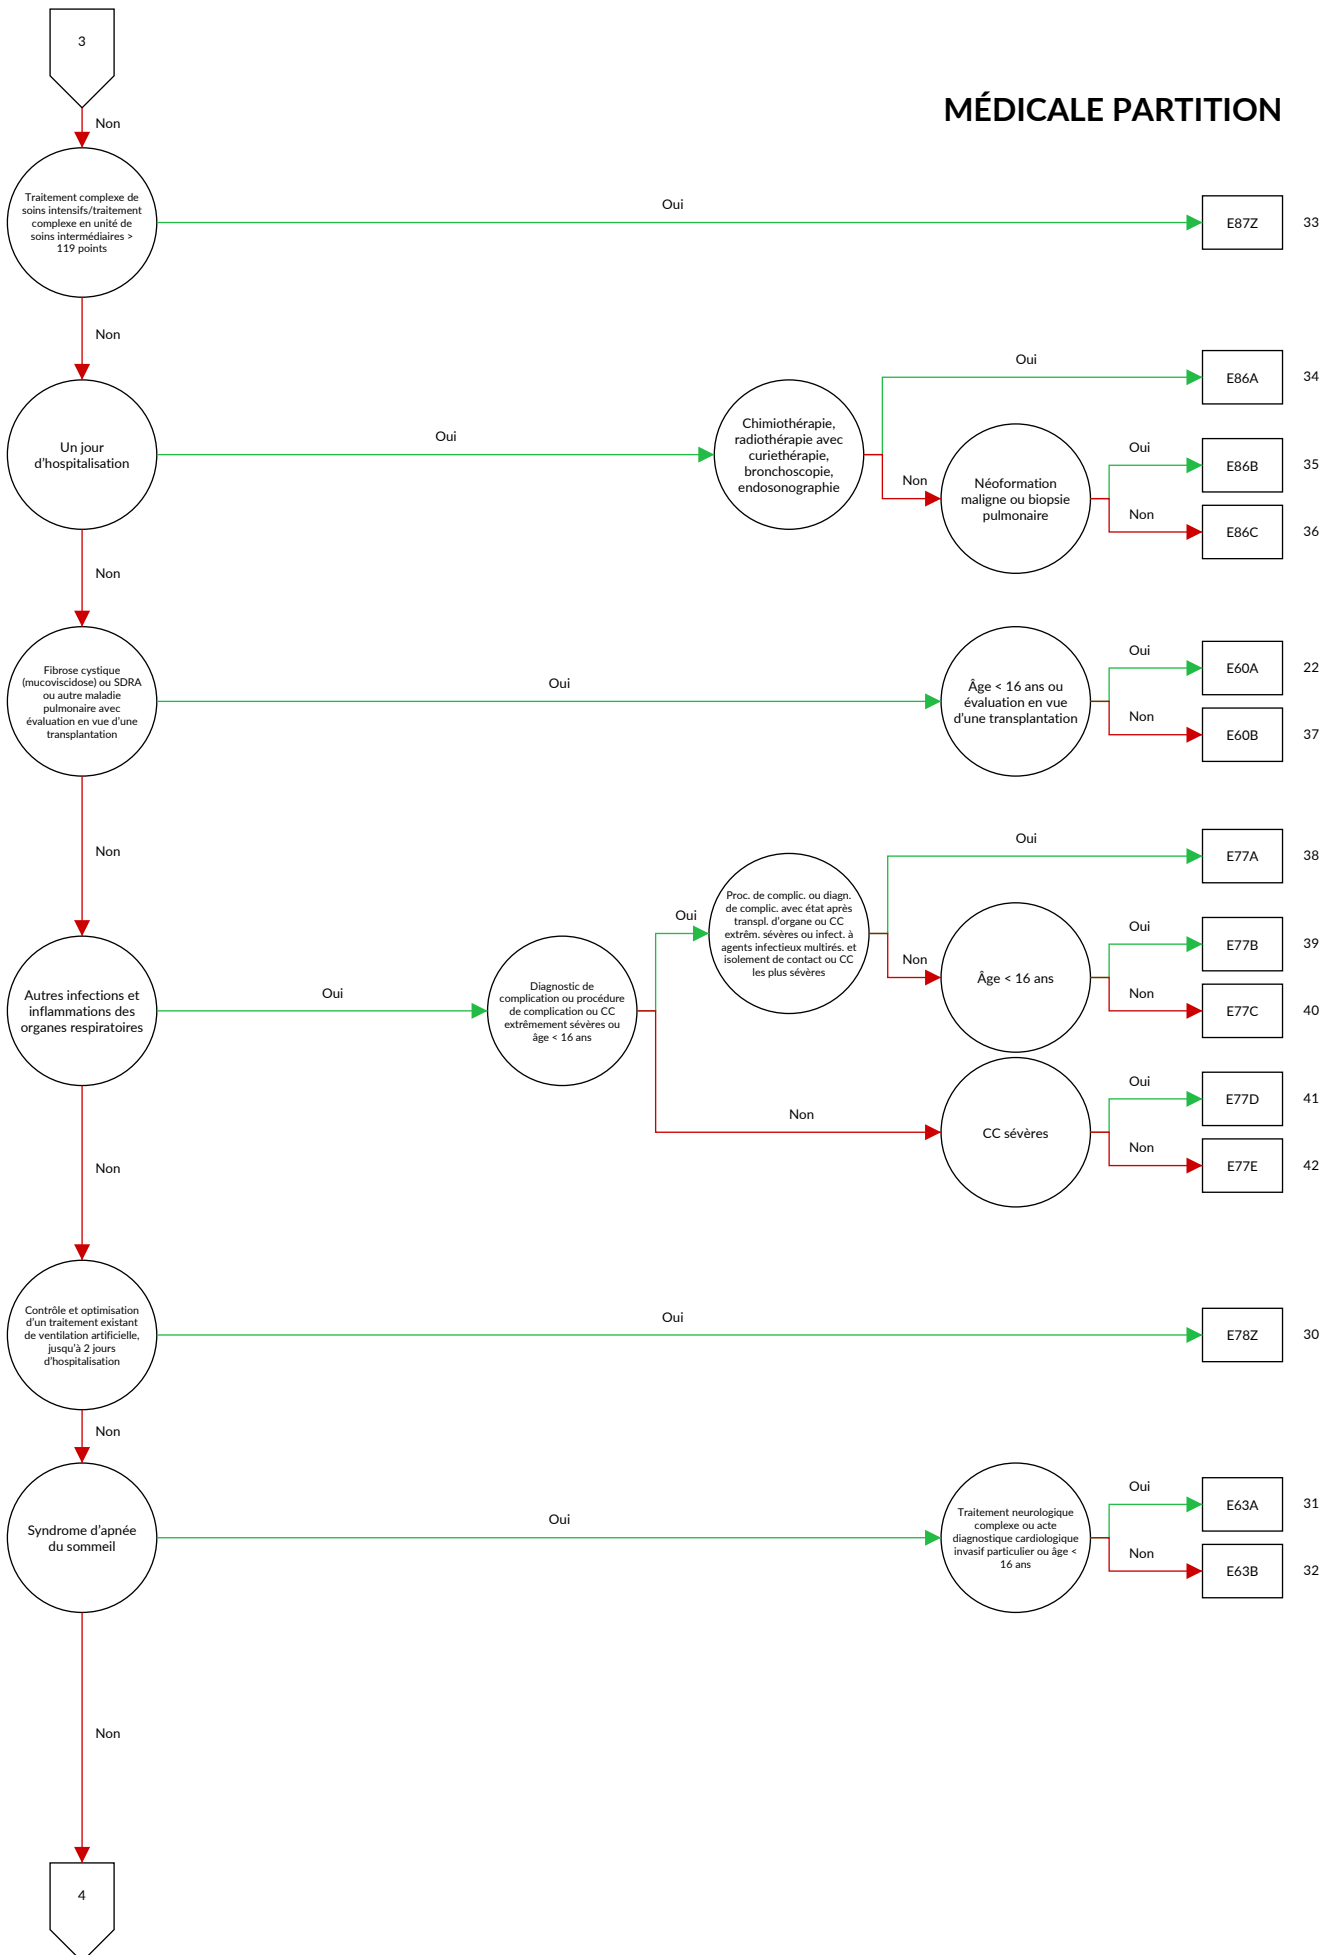 3
MÉDICALE PARTITION
Non
Traitement complexe de
soins intensifs/traitement
complexe en unité de
soins intermédiaires >
119 points
Oui
E87Z
33
Non
Un jour
d'hospitalisation
Oui
Chimiothérapie,
radiothérapie avec
curiethérapie,
bronchoscopie,
endosonographie
Oui
E86A
34
Non
Néoformation
maligne ou biopsie
pulmonaire
Oui
E86B
35
Non
E86C
36
Non
Fibrose cystique
(mucoviscidose) ou SDRA
ou autre maladie
pulmonaire avec
évaluation en vue d'une
transplantation
Oui
Âge < 16 ans ou
évaluation en vue
d'une transplantation
Oui
E60A
22
Non
E60B
37
Non
Autres infections et
inflammations des
organes respiratoires
Oui
Diagnostic de
complication ou procédure
de complication ou CC
extrêmement sévères ou
âge < 16 ans
Oui
Proc. de complic. ou diagn.
de complic. avec état après
transpl. d'organe ou CC
extrêm. sévères ou infect. à
agents infectieux multirés. et
isolement de contact ou CC
les plus sévères
Oui
E77A
38
Non
Âge < 16 ans
Oui
E77B
39
Non
E77C
40
Non
CC sévères
Oui
E77D
41
Non
E77E
42
Non
Contrôle et optimisation
d'un traitement existant
de ventilation artificielle,
jusqu'à 2 jours
d'hospitalisation
Oui
E78Z
30
Non
Syndrome d'apnée
du sommeil
Oui
Traitement neurologique
complexe ou acte
diagnostique cardiologique
invasif particulier ou âge <
16 ans
Oui
E63A
31
Non
E63B
32
Non
4